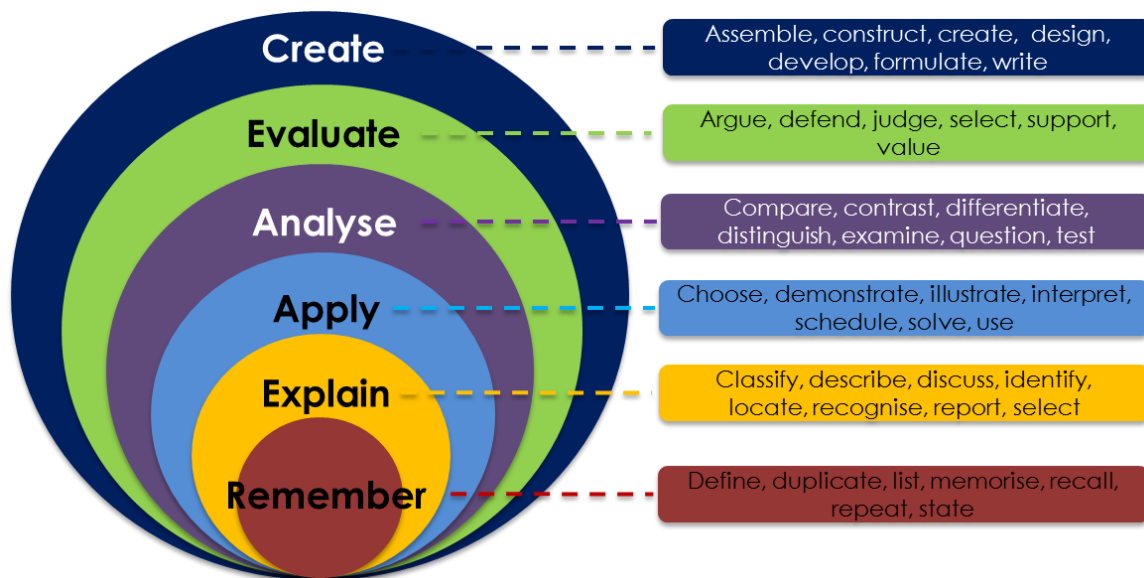 Create
Assemble, construct, create, design,
develop, formulate, write
Evaluate
Argue, defend, judge, select, support,
value
Analyse
Compare, contrast, differentiate,
distinguish, examine, question, test
Apply
Choose, demonstrate, illustrate, interpret,
schedule, solve, use
Explain
Classify, describe, discuss, identify,
locate, recognise, report, select
Remember
Define, duplicate, list, memorise, recall,
repeat, state